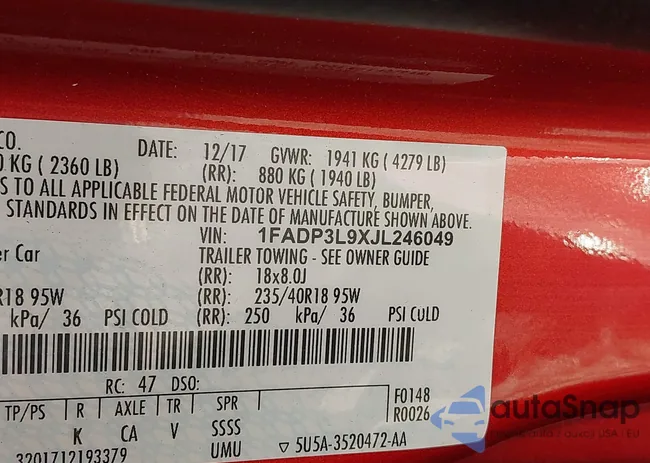 CO.
DATE: 12/17 GVWR: 1941 KG ( 4279 LB)
0 KG ( 2360 LB) (RR): 880 KG ( 1940 LB)
S TO ALL APPLICABLE FEDERAL MOTOR VEHICLE SAFETY, BUMPER,
STANDARDS IN EFFECT ON THE DATE OF MANUFACTURE SHOWN ABOVE.
VIN: 1FADP3L9XJL246049
er Car TRAILER TOWING - SEE OWNER GUIDE
(RR): 18x8.0J
R18 95W (RR): 235/40R18 95W
kPa/ 36 PSI COLD (RR): 250 kPa/ 36 PSI COLD
RC: 47 DSO:
TP/PS R AXLE TR SPR F0148
R0026
K CA V SSSS
UMU ▽ 5U5A-3520472-AA
3201712193379
autoSnap